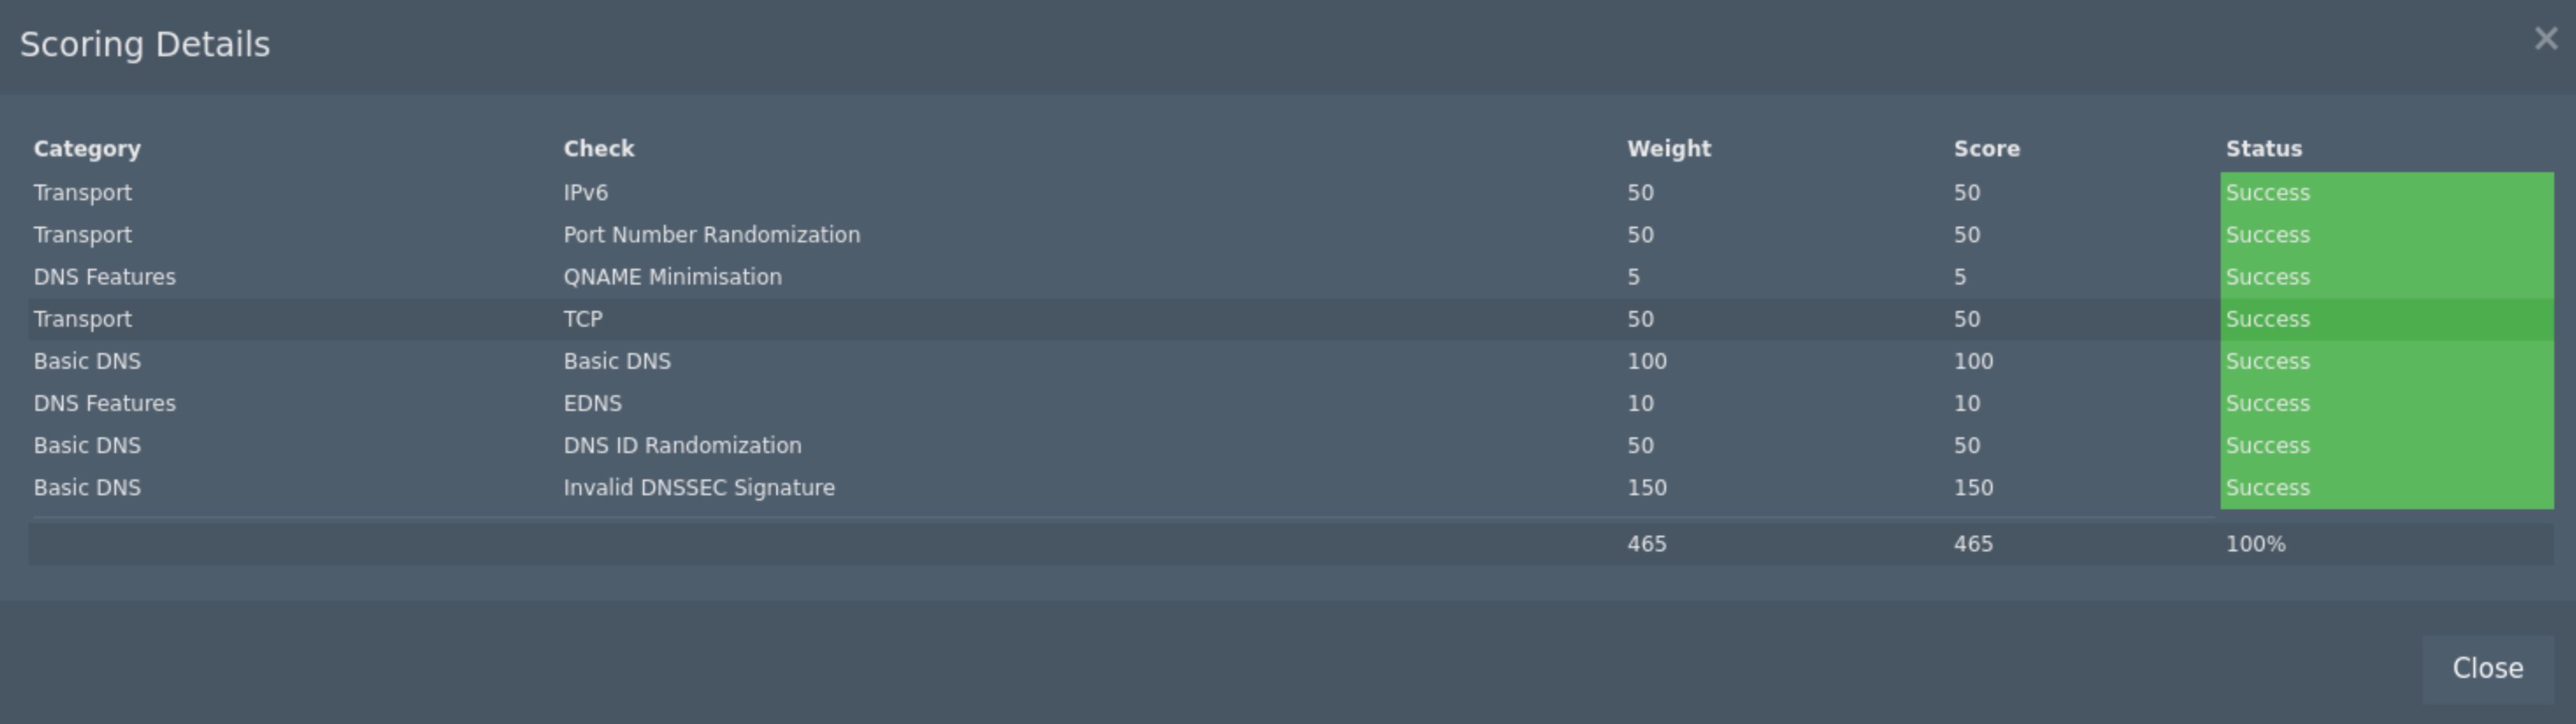 Scoring Details ×
Category Check Weight Score Status
Transport IPv6 50 50 Success
Transport Port Number Randomization 50 50 Success
DNS Features QNAME Minimisation 5 5 Success
Transport TCP 50 50 Success
Basic DNS Basic DNS 100 100 Success
DNS Features EDNS 10 10 Success
Basic DNS DNS ID Randomization 50 50 Success
Basic DNS Invalid DNSSEC Signature 150 150 Success
465 465 100%
Close